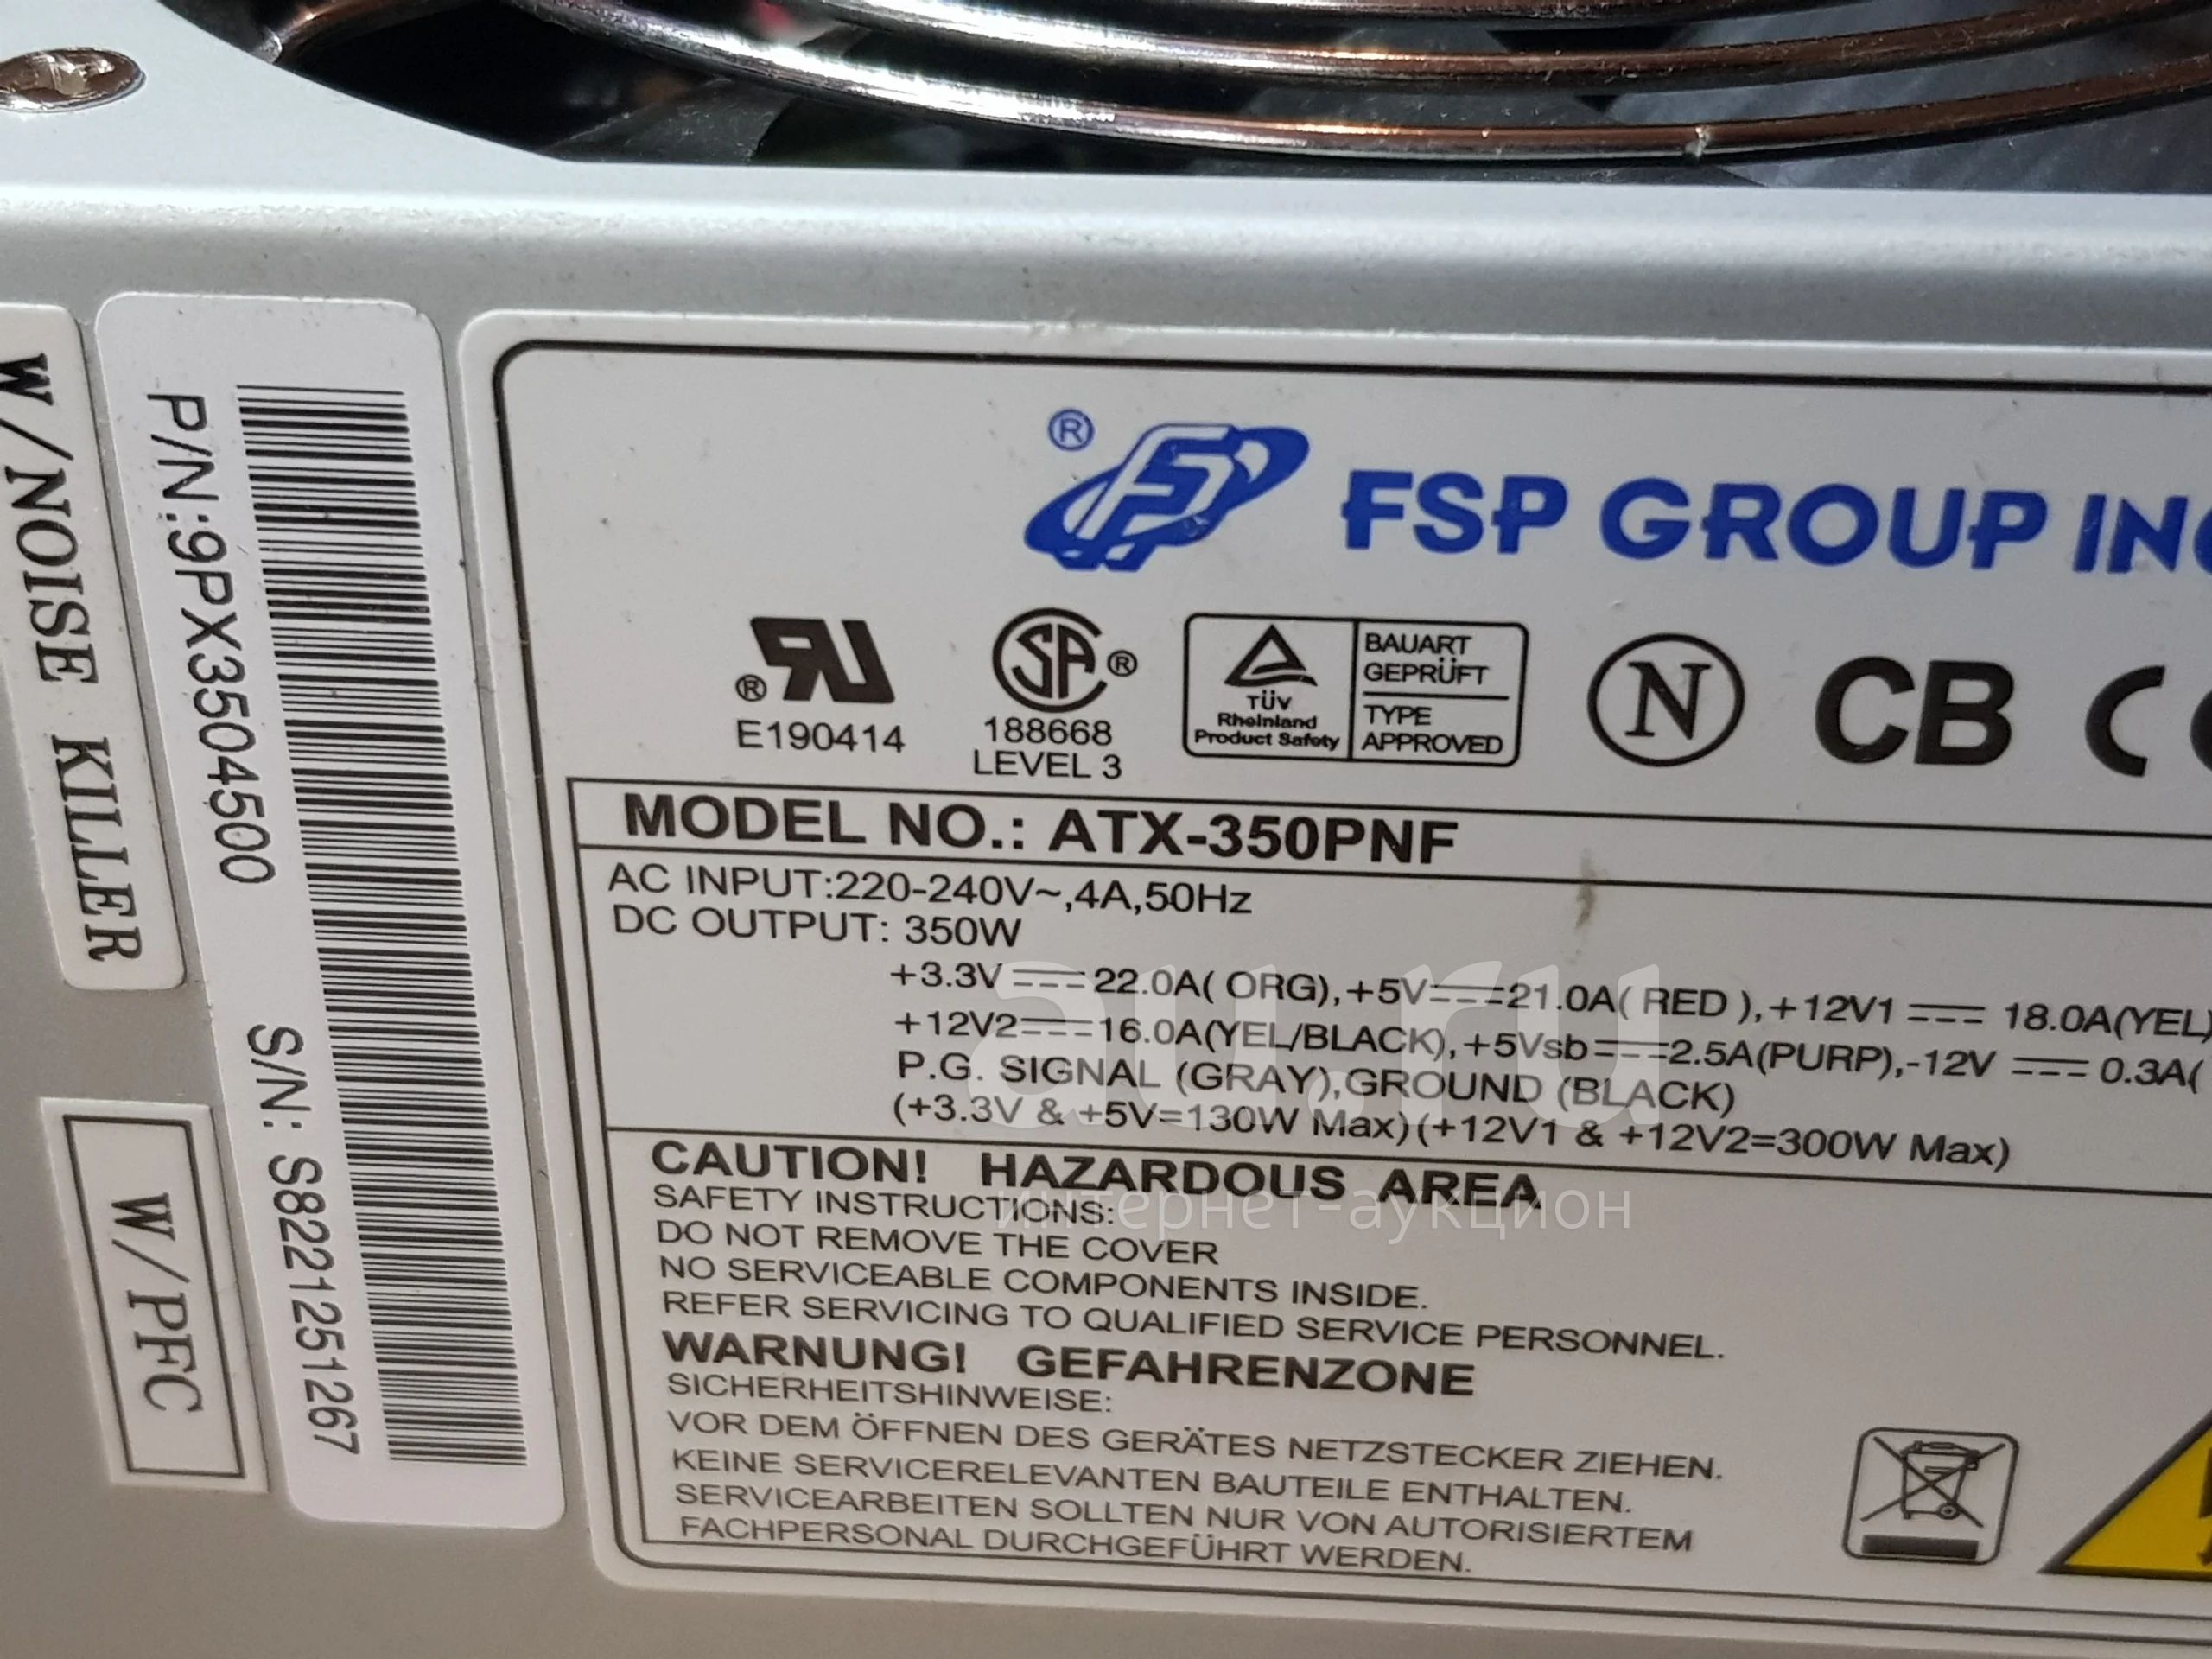 W/NOISE KILLER
P/N:9PX3504500 S/N: S8221251267
W/PFC
® FSP GROUP
® RU
E190414
SA ®
188668
LEVEL 3
TÜV
Rheinland
Product Safety
BAUART
GEPRÜFT
TYPE
APPROVED
N
CB
MODEL NO.: ATX-350PNF
AC INPUT:220-240V~,4A,50Hz
DC OUTPUT: 350W
+3.3V⎓22.0A( ORG),+5V⎓21.0A( RED ),+12V1 ⎓ 18.0A(YEL)
+12V2⎓16.0A(YEL/BLACK),+5Vsb⎓2.5A(PURP),-12V ⎓ 0.3A(
P.G. SIGNAL (GRAY),GROUND (BLACK)
(+3.3V & +5V=130W Max)(+12V1 & +12V2=300W Max)
CAUTION! HAZARDOUS AREA
SAFETY INSTRUCTIONS:
DO NOT REMOVE THE COVER
NO SERVICEABLE COMPONENTS INSIDE.
REFER SERVICING TO QUALIFIED SERVICE PERSONNEL.
WARNUNG! GEFAHRENZONE
SICHERHEITSHINWEISE:
VOR DEM ÖFFNEN DES GERÄTES NETZSTECKER ZIEHEN.
KEINE SERVICERELEVANTEN BAUTEILE ENTHALTEN.
SERVICEARBEITEN SOLLTEN NUR VON AUTORISIERTEM
FACHPERSONAL DURCHGEFÜHRT WERDEN.
au.ru
интернет-аукцион